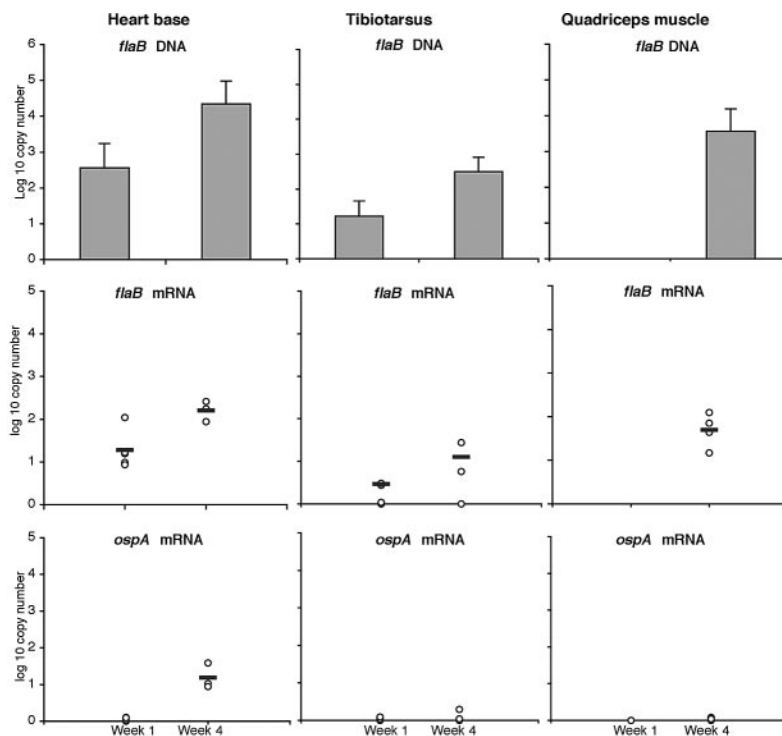 Heart base
Tibiotarsus
Quadriceps muscle
flaB DNA
flaB DNA
flaB DNA
Log 10 copy number
6
5
4
3
2
1
0
flaB mRNA
flaB mRNA
flaB mRNA
log 10 copy number
5
4
3
2
1
0
ospA mRNA
ospA mRNA
ospA mRNA
log 10 copy number
5
4
3
2
1
0
Week 1 Week 4
Week 1 Week 4
Week 1 Week 4